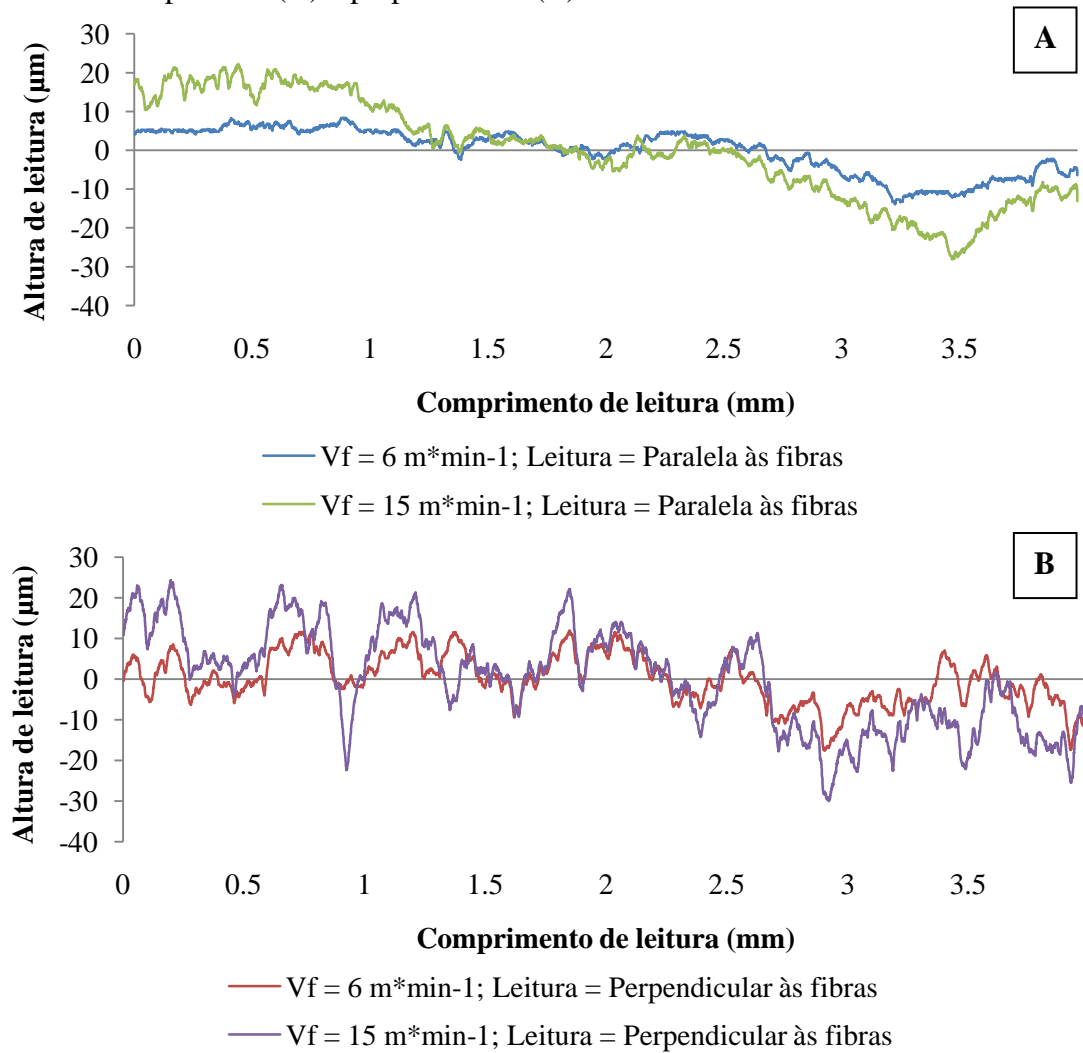 A
30
20
10
0
-10
-20
-30
-40
Altura de leitura (µm)
0 0.5 1 1.5 2 2.5 3 3.5
Comprimento de leitura (mm)
Vf = 6 m*min-1; Leitura = Paralela às fibras
Vf = 15 m*min-1; Leitura = Paralela às fibras
B
30
20
10
0
-10
-20
-30
-40
Altura de leitura (µm)
0 0.5 1 1.5 2 2.5 3 3.5
Comprimento de leitura (mm)
Vf = 6 m*min-1; Leitura = Perpendicular às fibras
Vf = 15 m*min-1; Leitura = Perpendicular às fibras